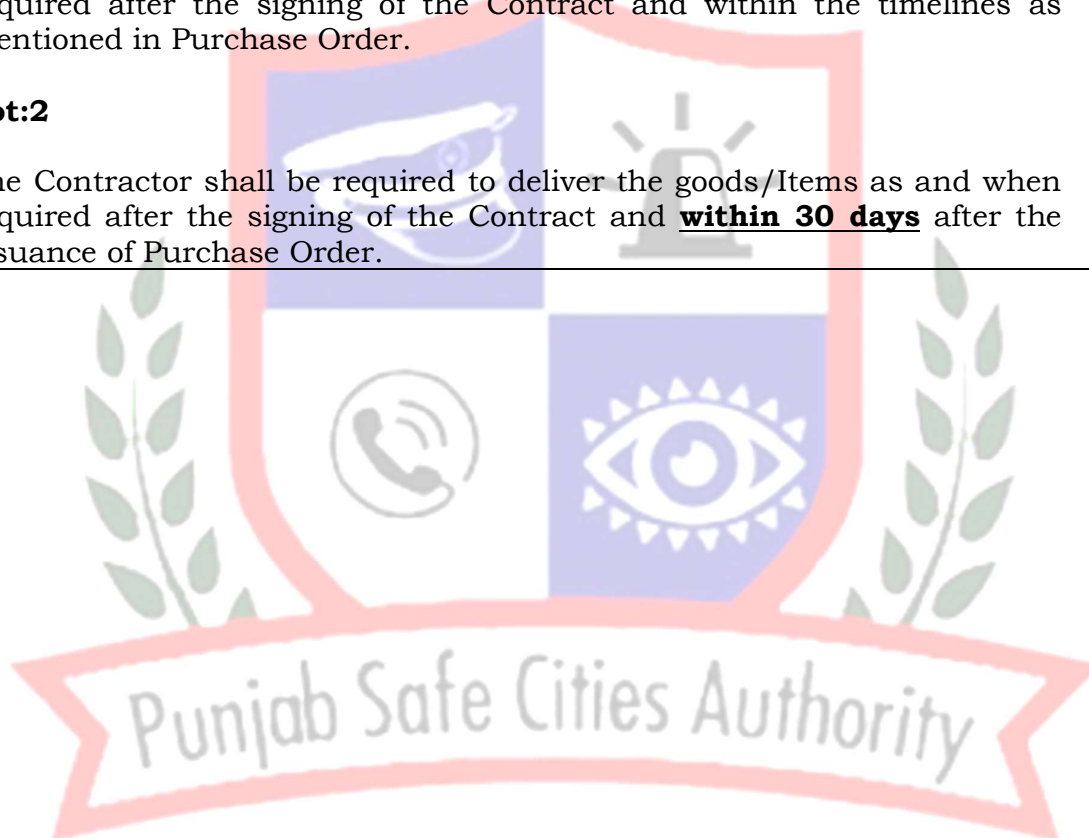 quired after the signing of the Contract and within the timelines as
entioned in Purchase Order.
ot:2
ne Contractor shall be required to deliver the goods/Items as and when
quired after the signing of the Contract and within 30 days after the
suance of Purchase Order.
Punjab Safe Cities Authority